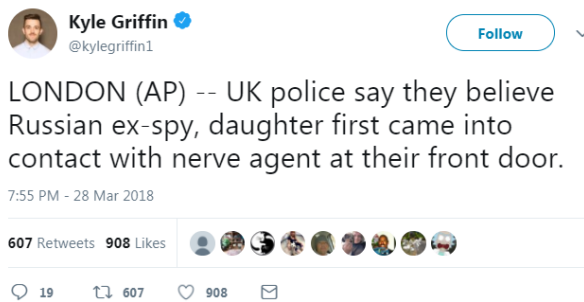 Kyle Griffin
@kylegriffin1
Follow
LONDON (AP) -- UK police say they believe
Russian ex-spy, daughter first came into
contact with nerve agent at their front door.
7:55 PM - 28 Mar 2018
607 Retweets 908 Likes
19 607 908